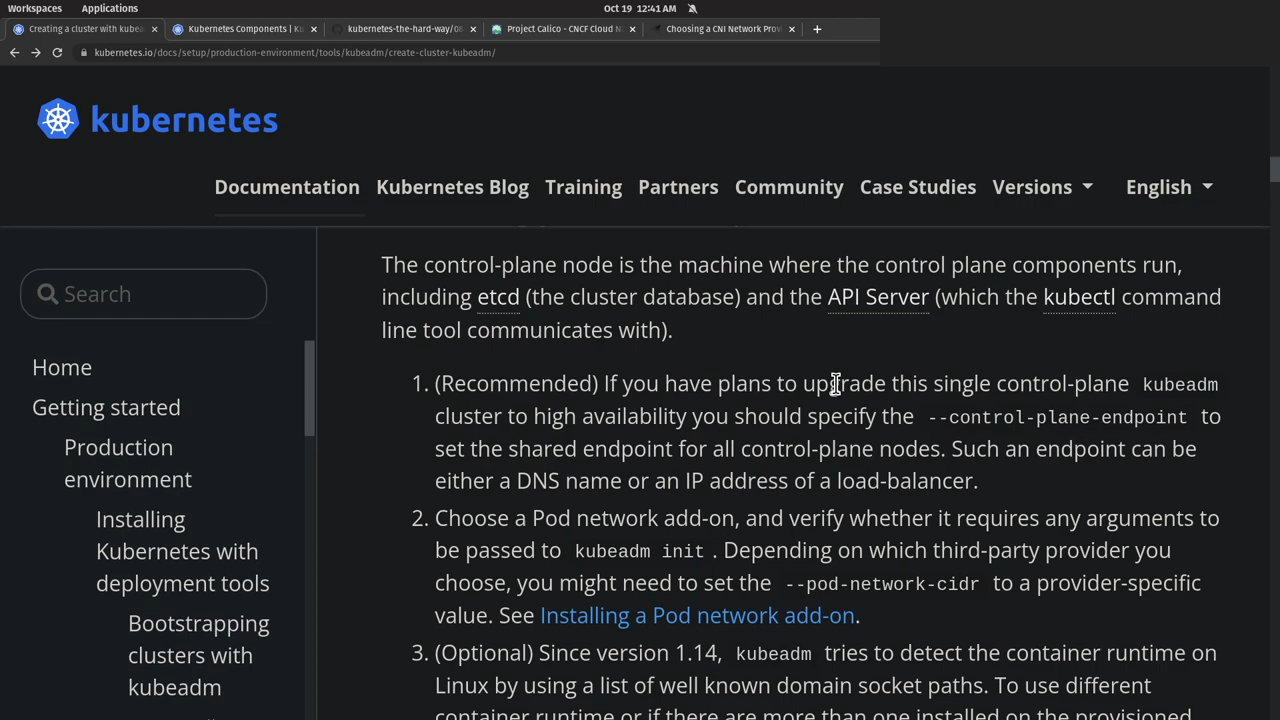 Workspaces Applications Oct 19 12:41 AM
Creating a cluster with kubea × Kubernetes Components | Ku × kubernetes-the-hard-way/08 × Project Calico - CNCF Cloud N × Choosing a CNI Network Prov × +
kubernetes.io/docs/setup/production-environment/tools/kubeadm/create-cluster-kubeadm/
kubernetes
Documentation Kubernetes Blog Training Partners Community Case Studies Versions English
Search
Home
Getting started
Production
environment
Installing
Kubernetes with
deployment tools
Bootstrapping
clusters with
kubeadm
The control-plane node is the machine where the control plane components run,
including etcd (the cluster database) and the API Server (which the kubectl command
line tool communicates with).
1. (Recommended) If you have plans to upgrade this single control-plane kubeadm
cluster to high availability you should specify the --control-plane-endpoint to
set the shared endpoint for all control-plane nodes. Such an endpoint can be
either a DNS name or an IP address of a load-balancer.
2. Choose a Pod network add-on, and verify whether it requires any arguments to
be passed to kubeadm init . Depending on which third-party provider you
choose, you might need to set the --pod-network-cidr to a provider-specific
value. See Installing a Pod network add-on.
3. (Optional) Since version 1.14, kubeadm tries to detect the container runtime on
Linux by using a list of well known domain socket paths. To use different
container runtime or if there are more than one installed on the provisioned